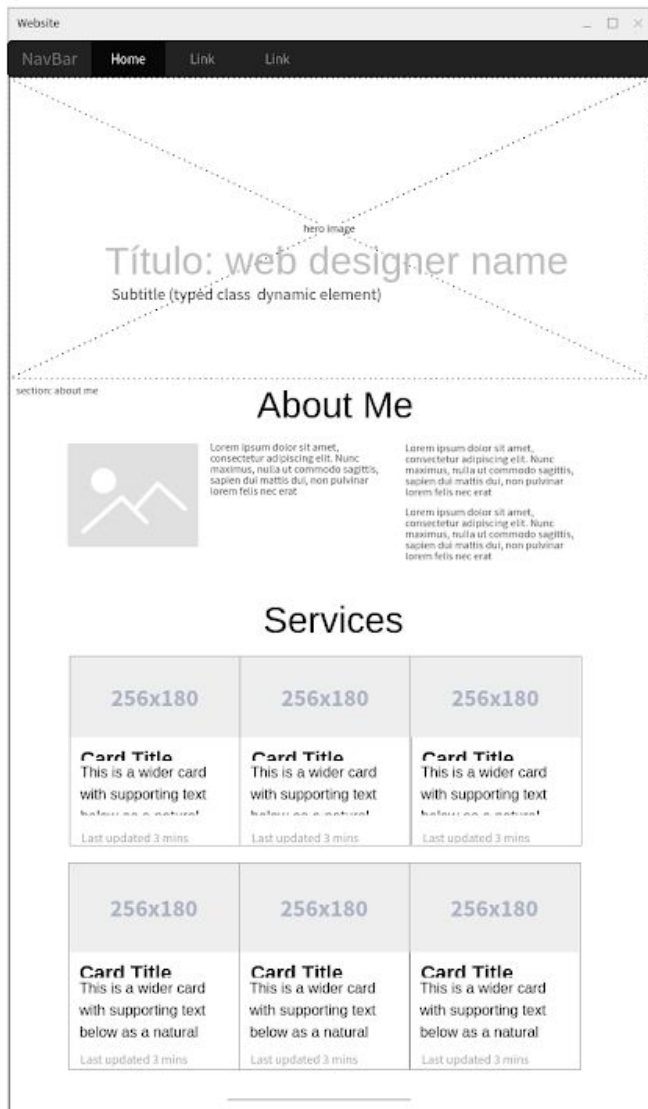 Website
NavBar Home Link Link
hero image
Título: web designer name
Subtitle (typed class dynamic element)
section: about me
About Me
Lorem ipsum dolor sit amet,
consectetur adipiscing elit. Nunc
maximus, nulla ut commodo sagittis,
sapien dui mattis dui, non pulvinar
lorem felis nec erat
Lorem ipsum dolor sit amet,
consectetur adipiscing elit. Nunc
maximus, nulla ut commodo sagittis,
sapien dui mattis dui, non pulvinar
lorem felis nec erat
Lorem ipsum dolor sit amet,
consectetur adipiscing elit. Nunc
maximus, nulla ut commodo sagittis,
sapien dui mattis dui, non pulvinar
lorem felis nec erat
Services
256x180
Card Title
This is a wider card
with supporting text
below as a natural
Last updated 3 mins
256x180
Card Title
This is a wider card
with supporting text
below as a natural
Last updated 3 mins
256x180
Card Title
This is a wider card
with supporting text
below as a natural
Last updated 3 mins
256x180
Card Title
This is a wider card
with supporting text
below as a natural
Last updated 3 mins
256x180
Card Title
This is a wider card
with supporting text
below as a natural
Last updated 3 mins
256x180
Card Title
This is a wider card
with supporting text
below as a natural
Last updated 3 mins